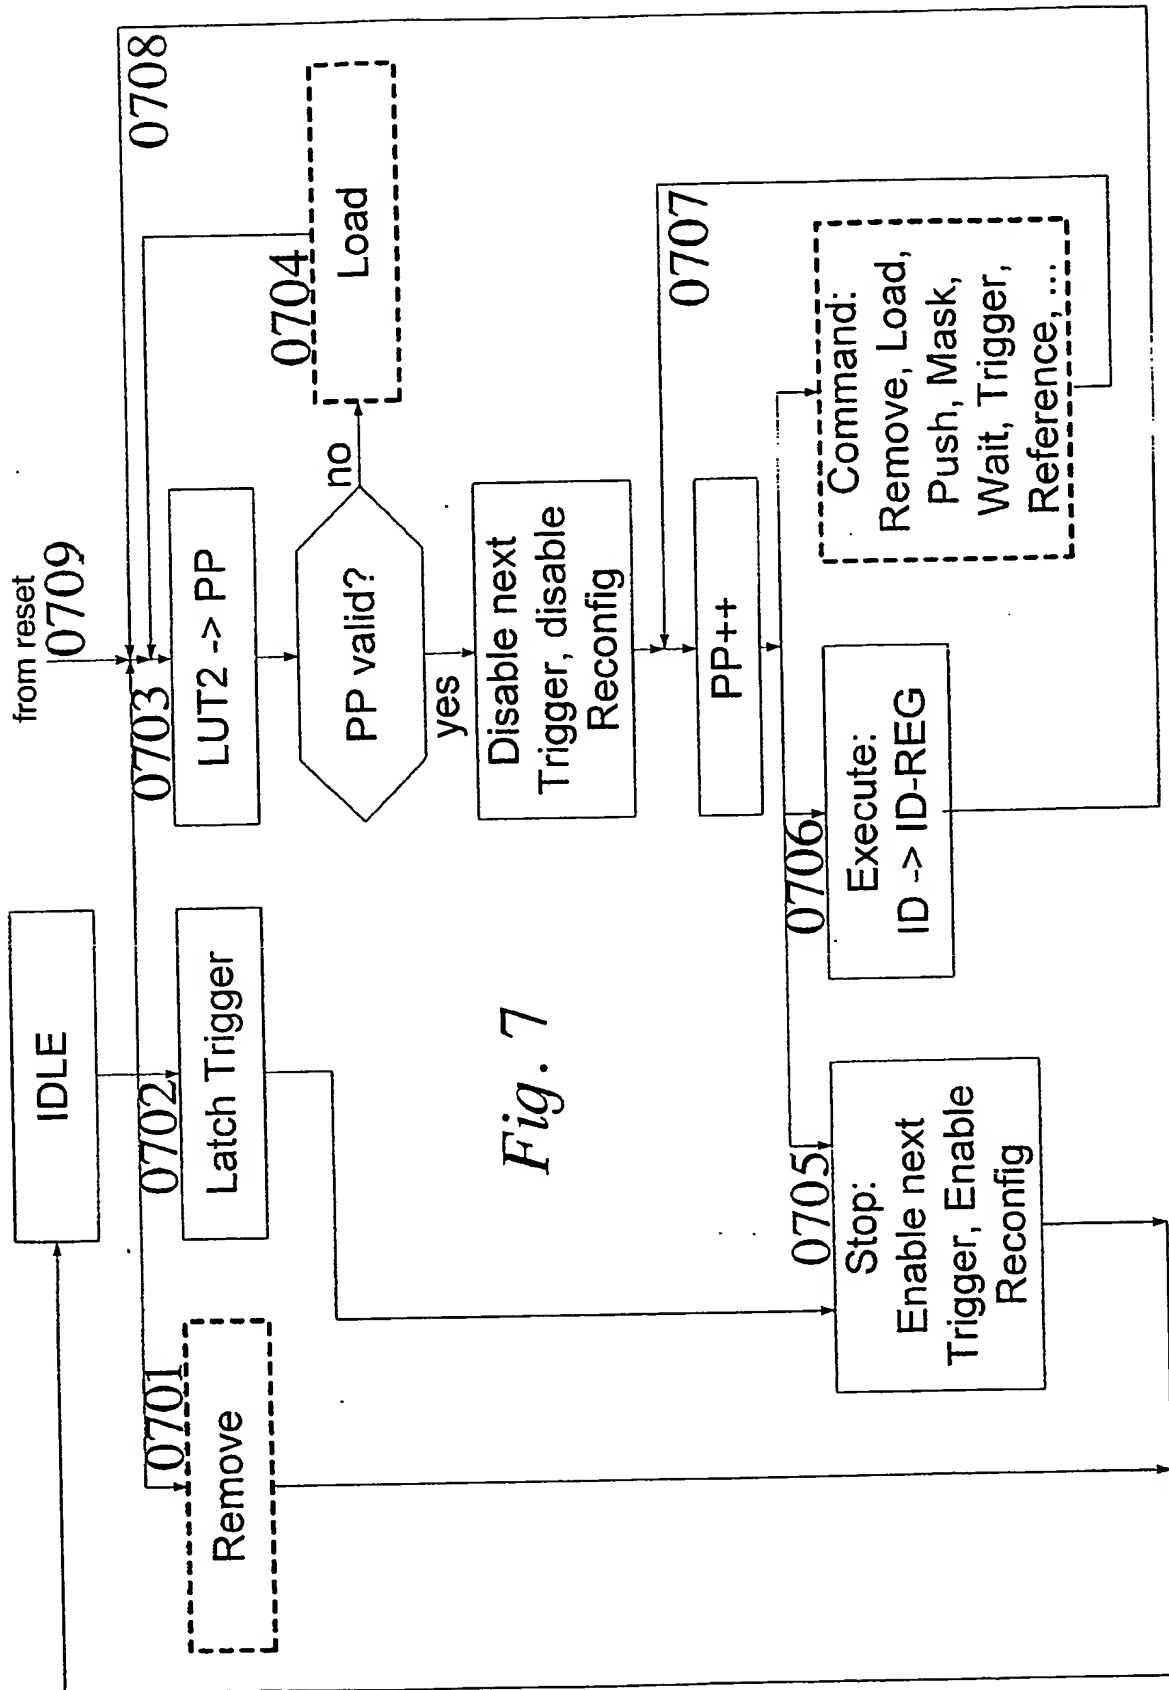 IDLE
from reset
0709
0708
0701
Remove
0702
Latch Trigger
0703
LUT2 -> PP
PP valid?
no
0704
Load
yes
Disable next
Trigger, disable
Reconfig
0707
PP++
0705
Stop:
Enable next
Trigger, Enable
Reconfig
0706
Execute:
ID -> ID-REG
Command:
Remove, Load,
Push, Mask,
Wait, Trigger,
Reference, ...
Fig. 7